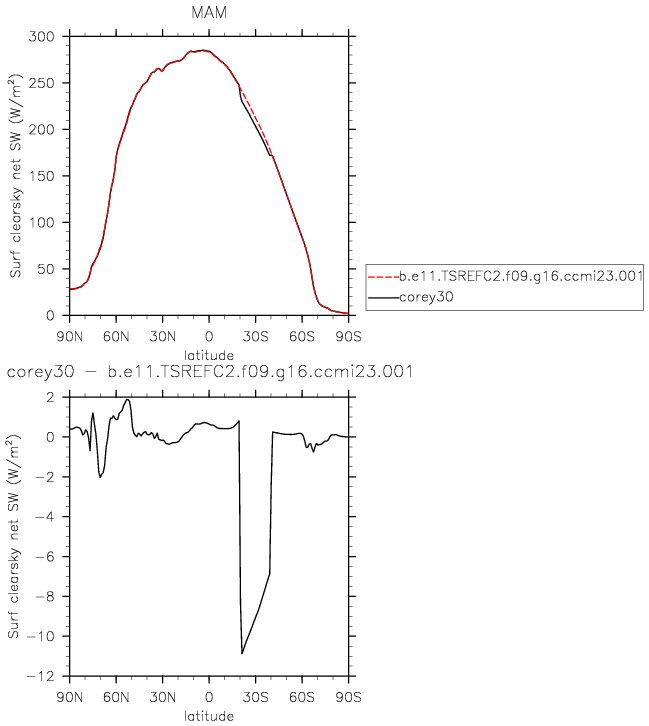 MAM
300
250
200
150
100
50
0
Surf clearsky net SW (W/m²)
90N 60N 30N 0 30S 60S 90S
latitude
b.e11.TSREFC2.f09.g16.ccmi23.001
corey30
corey30 − b.e11.TSREFC2.f09.g16.ccmi23.001
2
0
−2
−4
−6
−8
−10
−12
Surf clearsky net SW (W/m²)
90N 60N 30N 0 30S 60S 90S
latitude